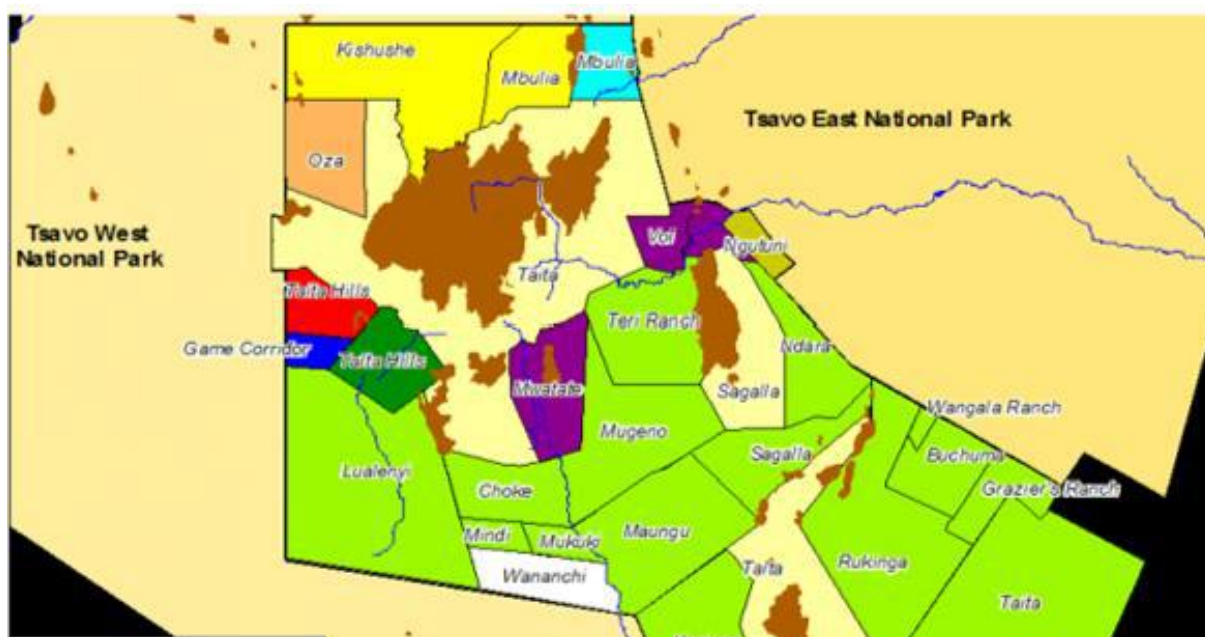 Kishushe
Mbulia
Mbulia
Tsavo East National Park
Oza
Tsavo West
National Park
Voi
Ngutuni
Taita
Taita Hills
Teri Ranch
Game Corridor
Taita Hills
Ndara
Mwatate
Sagalla
Wangala Ranch
Mugeno
Lualenyi
Sagalla
Buchuma
Choke
Grazier's Ranch
Mindi
Mukuki
Maungu
Wananchi
Taita
Rukinga
Taita